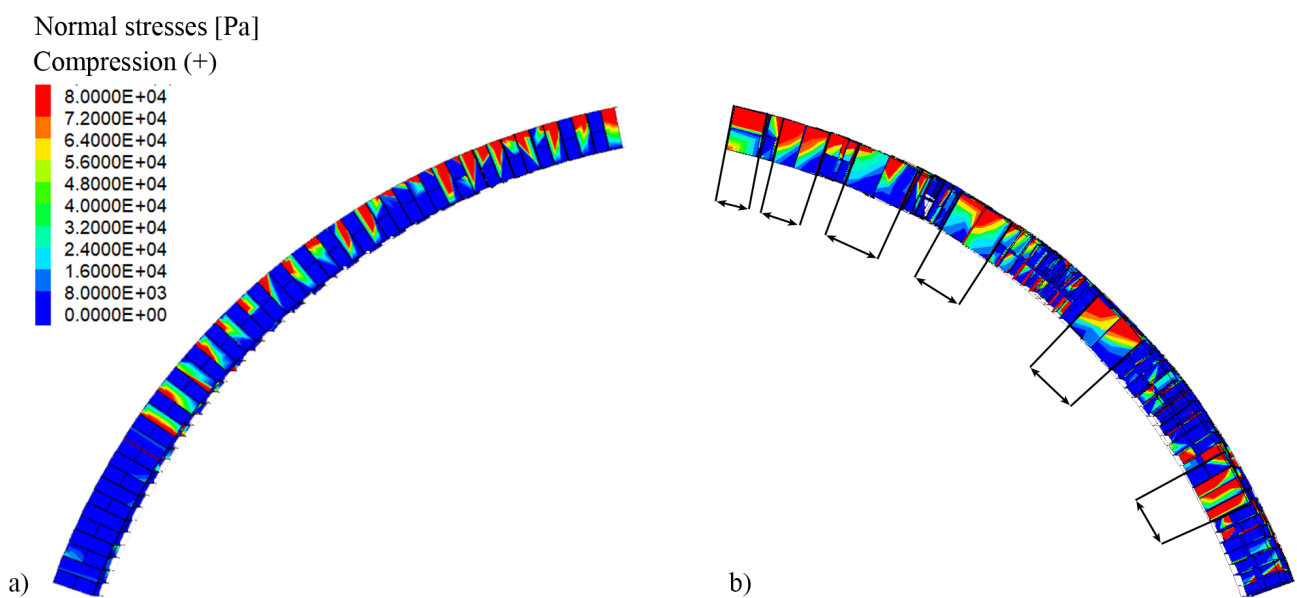 Normal stresses [Pa]
Compression (+)
8.0000E+04
7.2000E+04
6.4000E+04
5.6000E+04
4.8000E+04
4.0000E+04
3.2000E+04
2.4000E+04
1.6000E+04
8.0000E+03
0.0000E+00
a)
b)